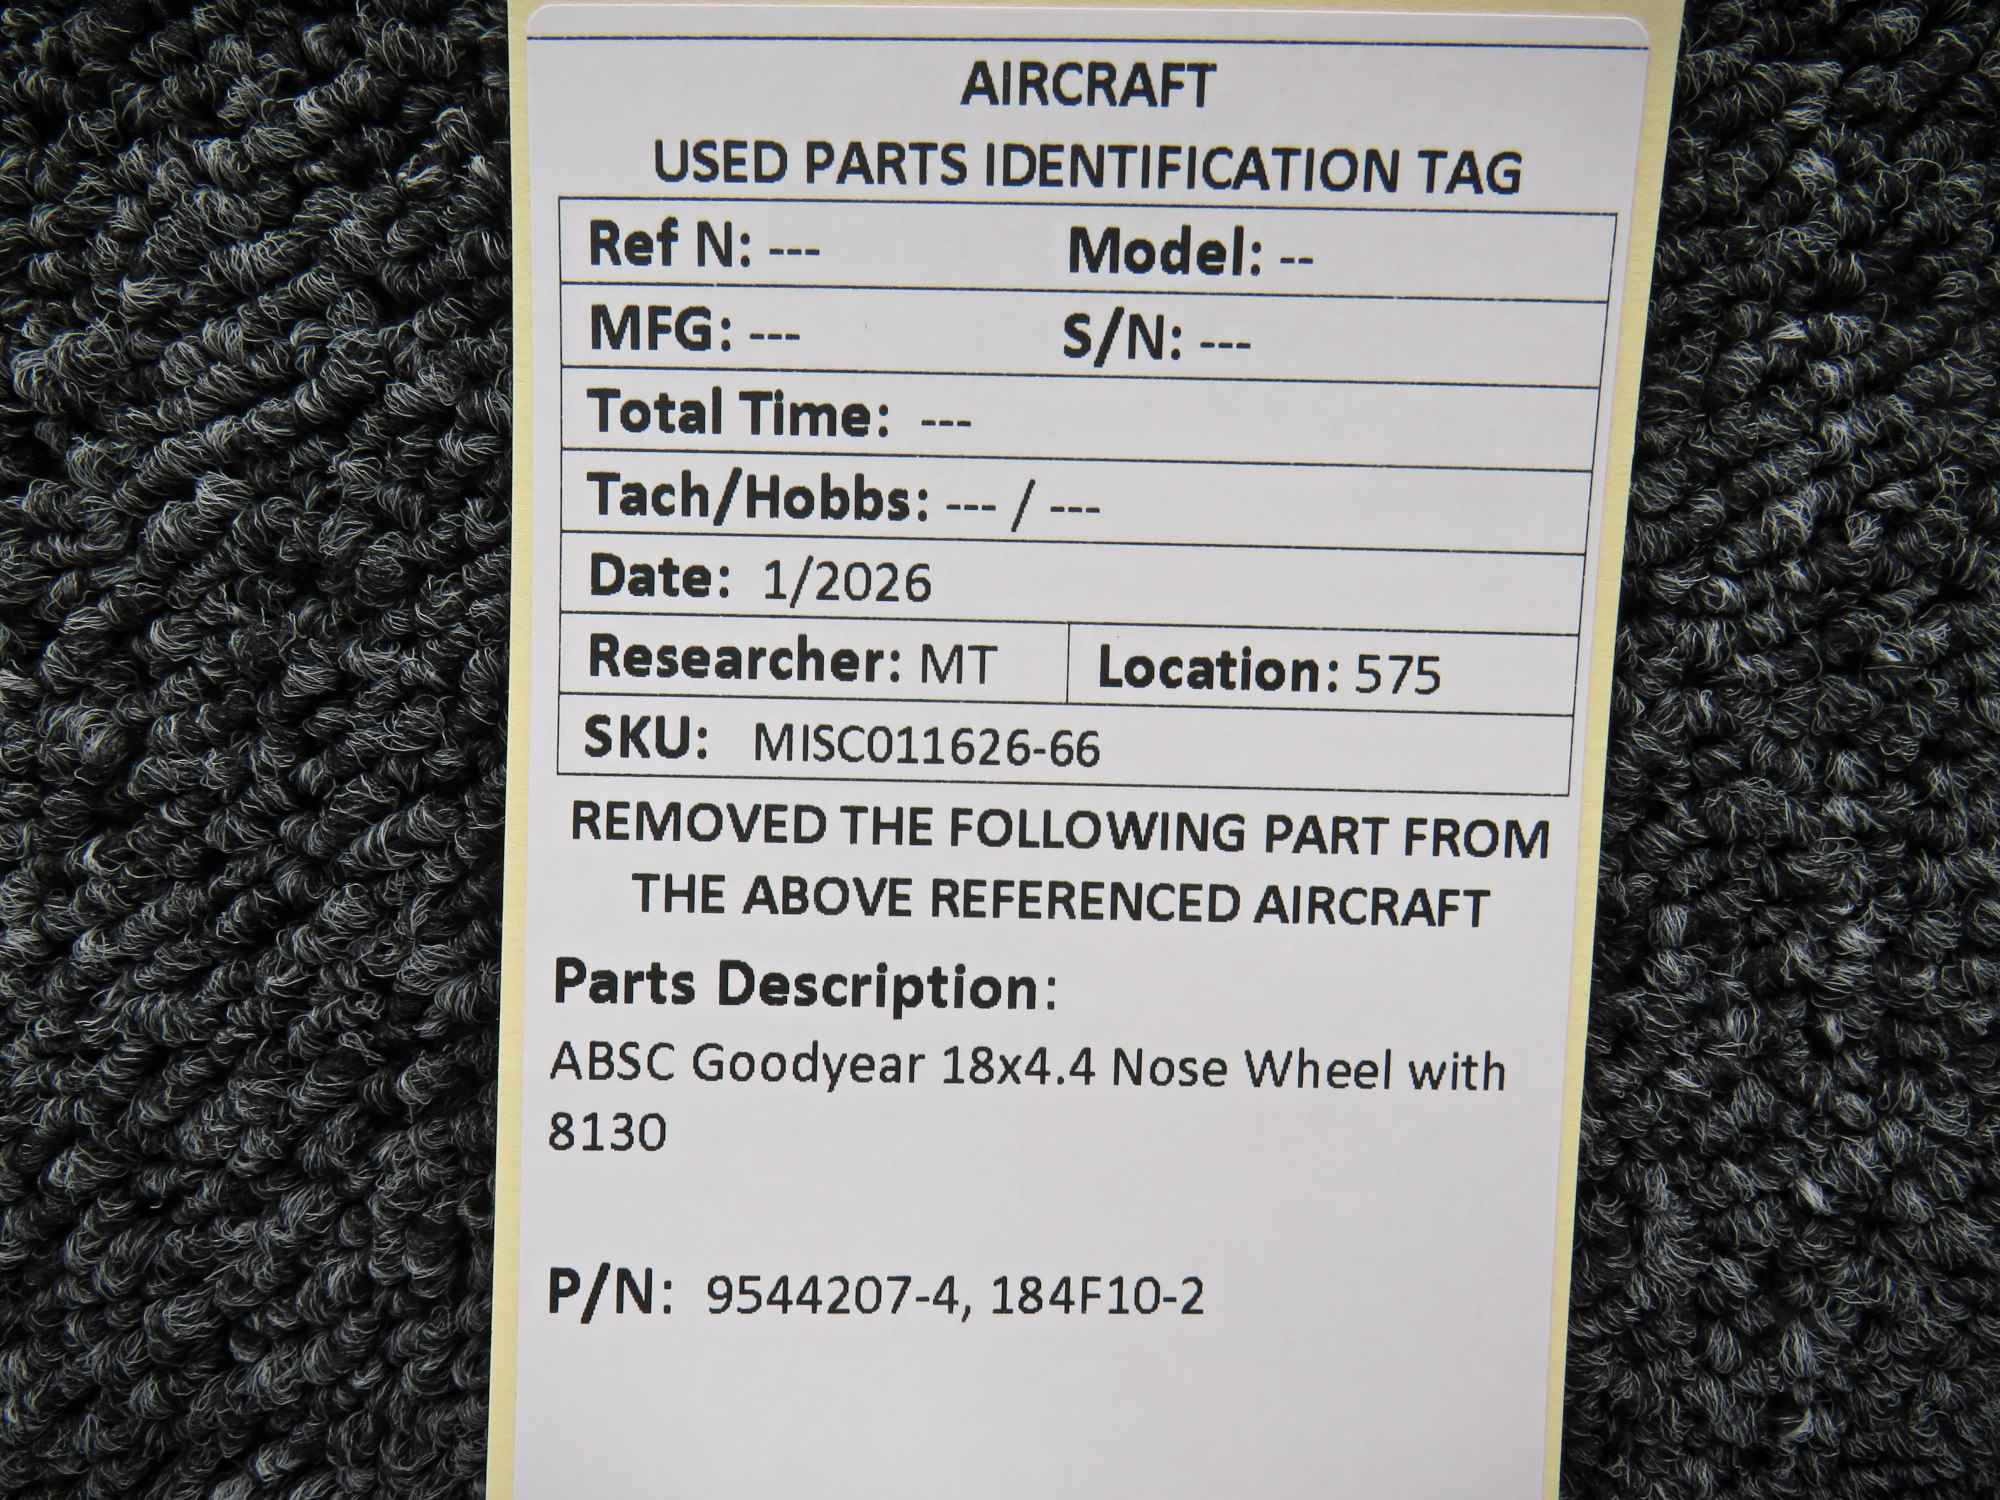 AIRCRAFT
USED PARTS IDENTIFICATION TAG
Ref N: --- Model: --
MFG: --- S/N: ---
Total Time: ---
Tach/Hobbs: --- / ---
Date: 1/2026
Researcher: MT Location: 575
SKU: MISC011626-66
REMOVED THE FOLLOWING PART FROM
THE ABOVE REFERENCED AIRCRAFT
Parts Description:
ABSC Goodyear 18x4.4 Nose Wheel with
8130
P/N: 9544207-4, 184F10-2